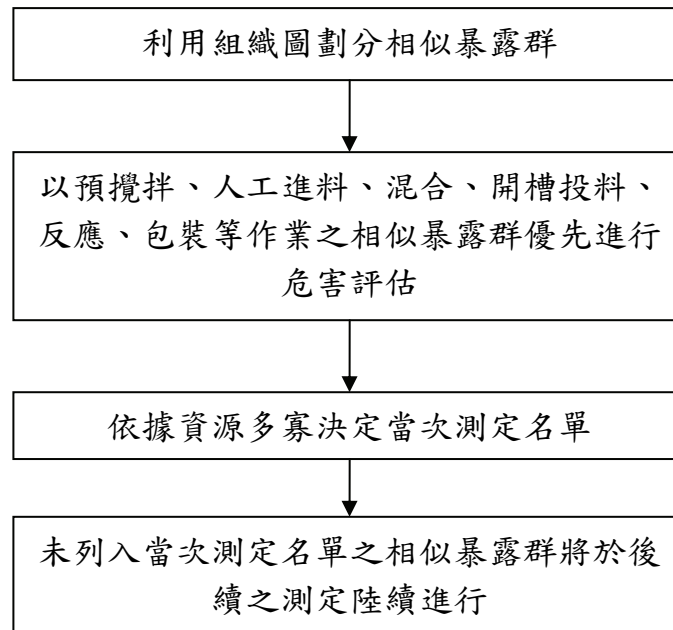 利用組織圖劃分相似暴露群
以預攪拌、人工進料、混合、開槽投料、
反應、包裝等作業之相似暴露群優先進行
危害評估
依據資源多寡決定當次測定名單
未列入當次測定名單之相似暴露群將於後
續之測定陸續進行